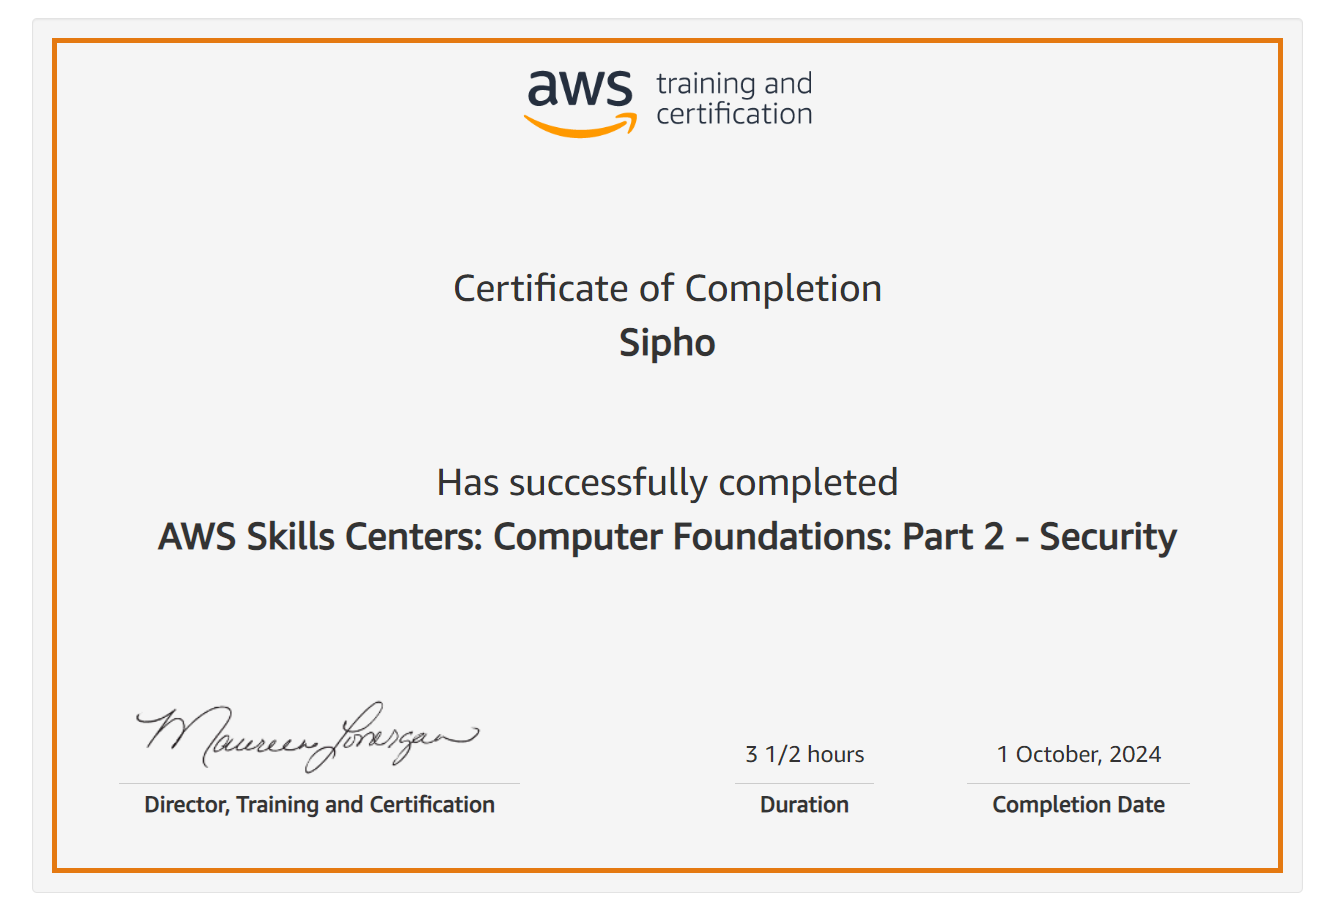 aws training and
certification
Certificate of Completion
Sipho
Has successfully completed
AWS Skills Centers: Computer Foundations: Part 2 - Security
Maureen Lonergan
Director, Training and Certification
3 1/2 hours
Duration
1 October, 2024
Completion Date